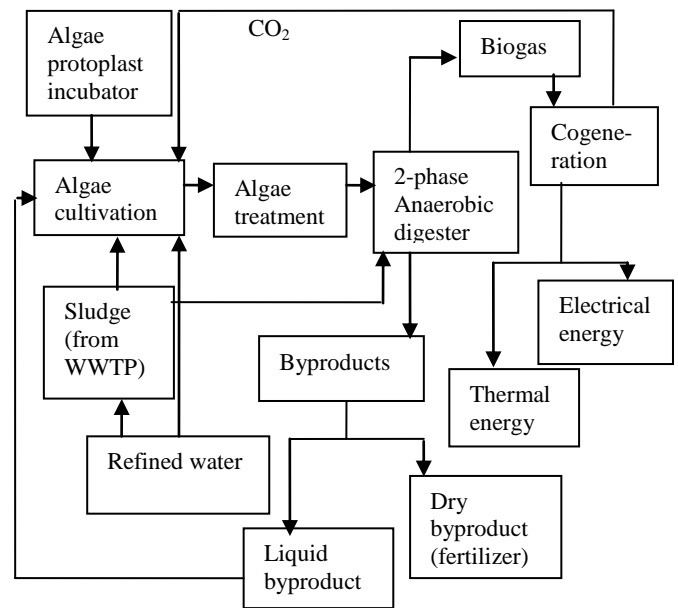 CO₂
Algae
protoplast
incubator
Biogas
Cogene-
ration
Algae
cultivation
Algae
treatment
2-phase
Anaerobic
digester
Sludge
(from
WWTP)
Electrical
energy
Byproducts
Thermal
energy
Refined water
Dry
byproduct
(fertilizer)
Liquid
byproduct